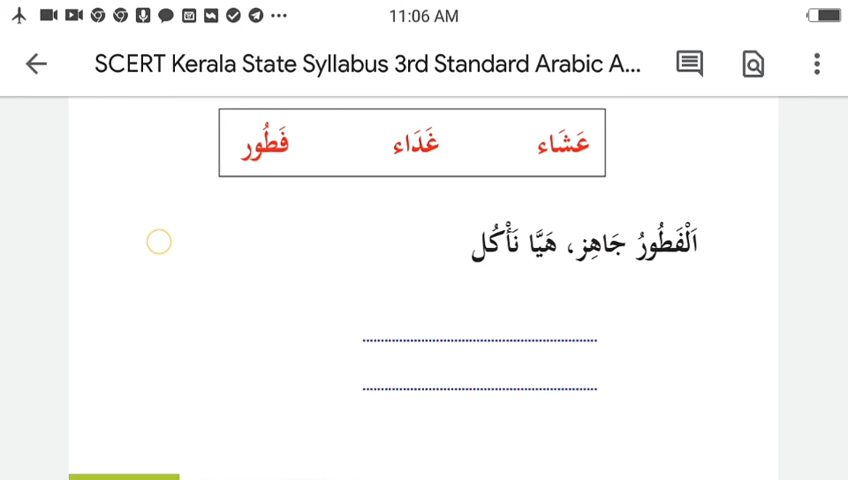 11:06 AM
SCERT Kerala State Syllabus 3rd Standard Arabic A...
عَشَاء غَدَاء فَطُور
اَلْفَطُورُ جَاهِز، هَيَّا نَأْكُل